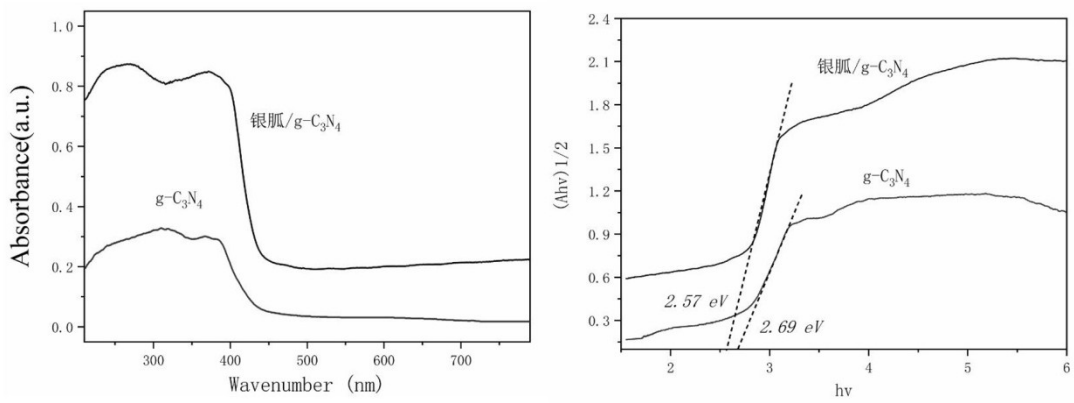 Absorbance(a.u.)
1.0
0.8
0.6
0.4
0.2
0.0
银胍/g-C₃N₄
g-C₃N₄
300
400
500
600
700
Wavenumber (nm)
(Ahv)1/2
2.4
2.1
1.8
1.5
1.2
0.9
0.6
0.3
银胍/g-C₃N₄
g-C₃N₄
2.57 eV
2.69 eV
2
3
4
5
6
hv